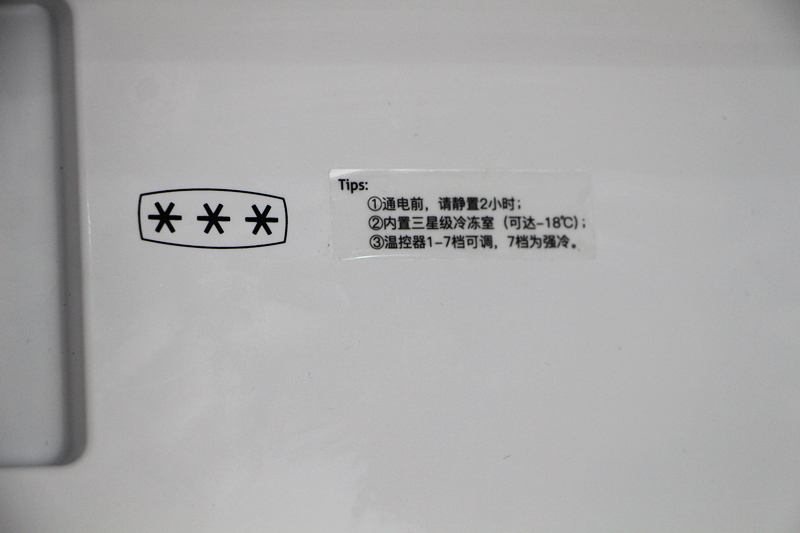 Tips:
①通电前，请静置2小时；
②内置三星级冷冻室（可达-18℃）；
③温控器1-7档可调，7档为强冷。